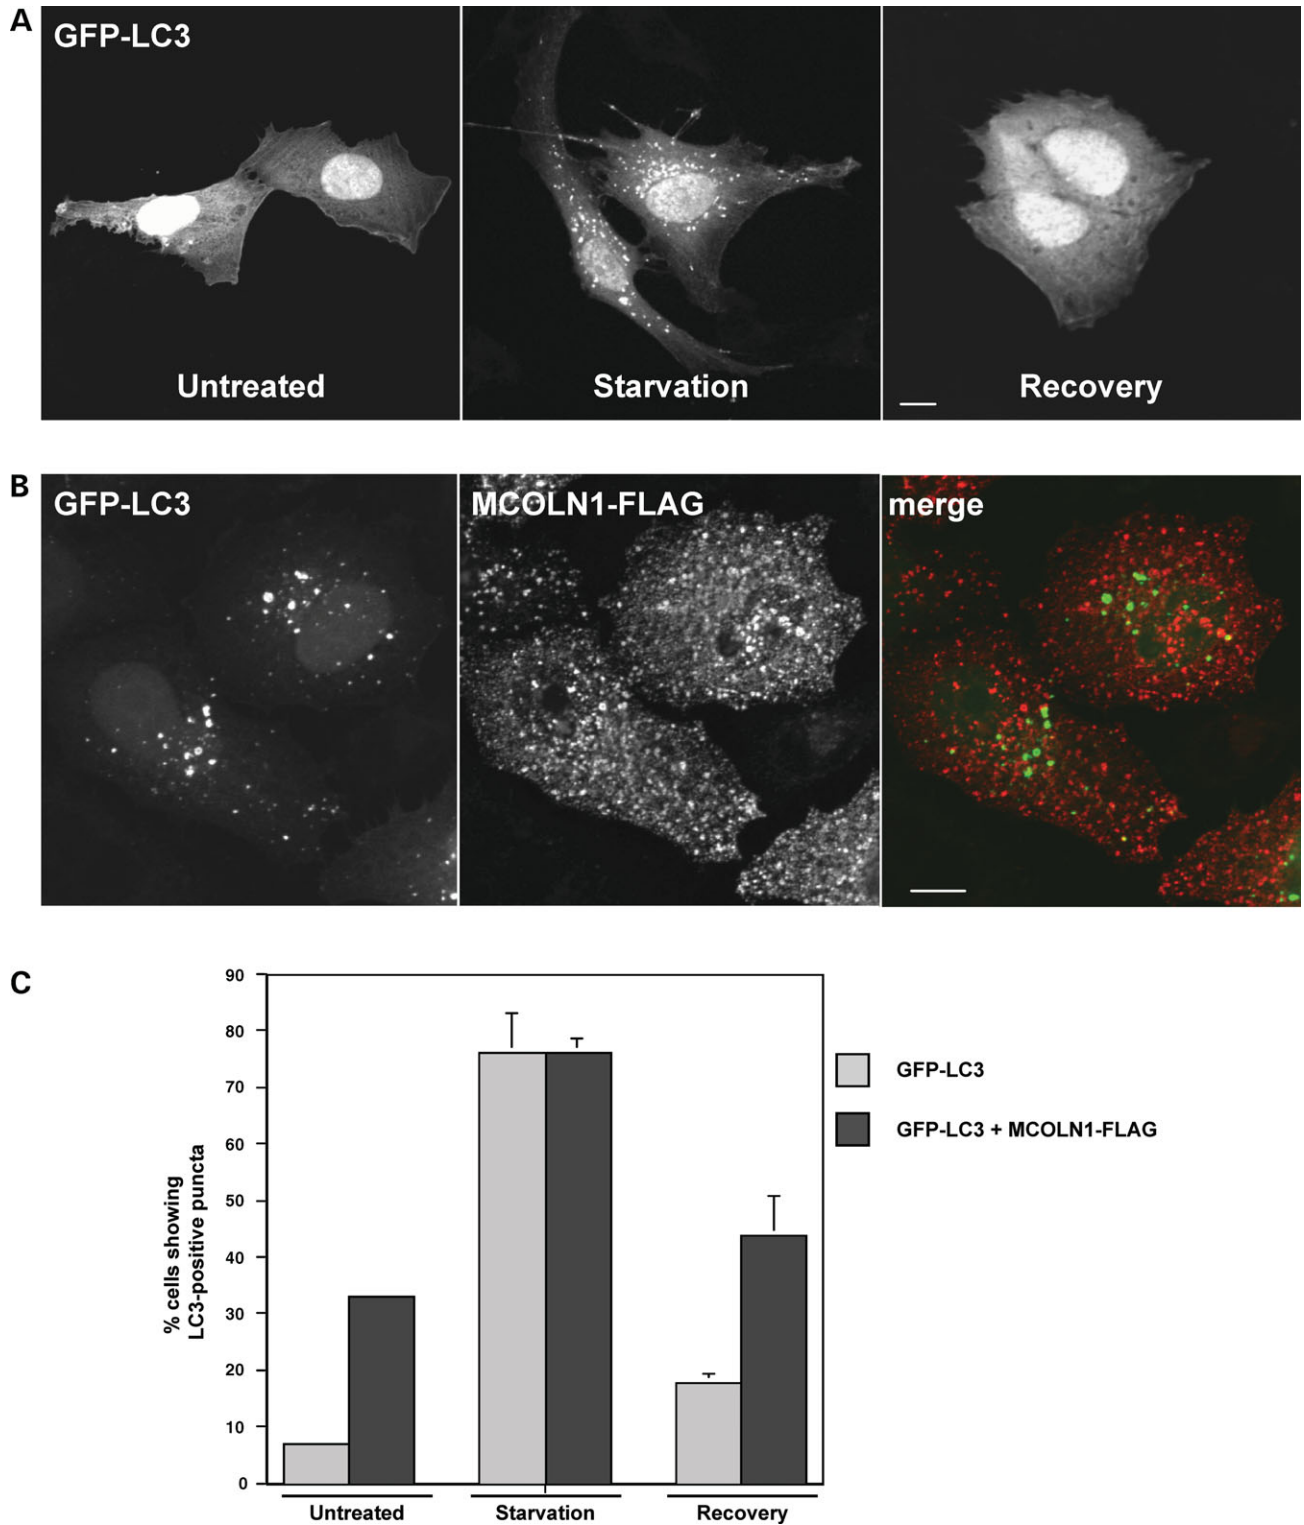 A
GFP-LC3
Untreated
Starvation
Recovery
B
GFP-LC3
MCOLN1-FLAG
merge
C
% cells showing
LC3-positive puncta
90
80
70
60
50
40
30
20
10
0
Untreated
Starvation
Recovery
GFP-LC3
GFP-LC3 + MCOLN1-FLAG